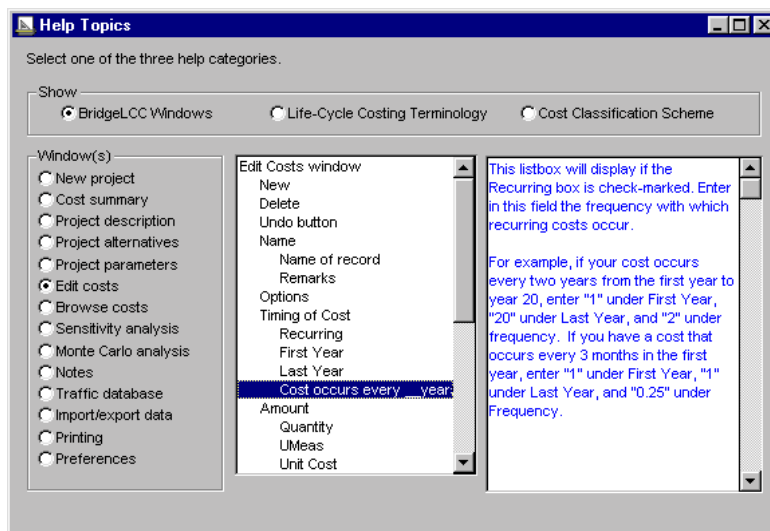 Help Topics
Select one of the three help categories.
Show
BridgeLCC Windows
Life-Cycle Costing Terminology
Cost Classification Scheme
Window(s)
New project
Cost summary
Project description
Project alternatives
Project parameters
Edit costs
Browse costs
Sensitivity analysis
Monte Carlo analysis
Notes
Traffic database
Import/export data
Printing
Preferences
Edit Costs window
New
Delete
Undo button
Name
Name of record
Remarks
Options
Timing of Cost
Recurring
First Year
Last Year
Cost occurs every __year
Amount
Quantity
UMeas
Unit Cost
This listbox will display if the
Recurring box is check-marked. Enter
in this field the frequency with which
recurring costs occur.
For example, if your cost occurs
every two years from the first year to
year 20, enter "1" under First Year,
"20" under Last Year, and "2" under
frequency. If you have a cost that
occurs every 3 months in the first
year, enter "1" under First Year, "1"
under Last Year, and "0.25" under
Frequency.